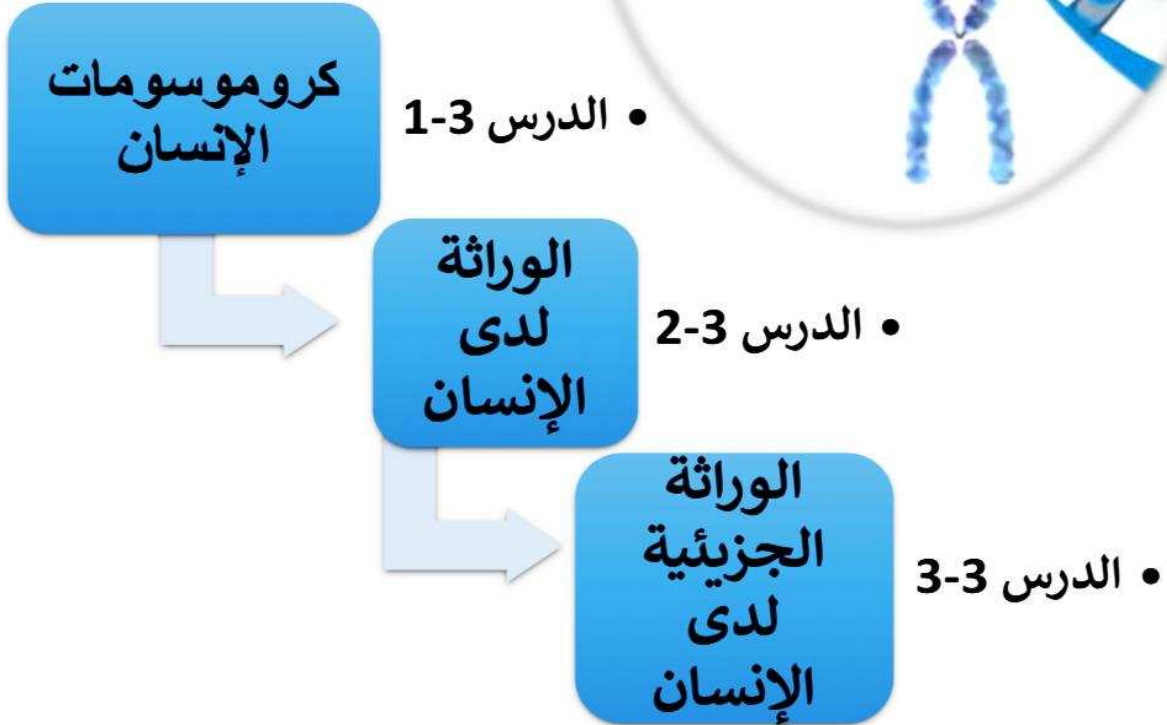 كروموسومات
الإنسان
• الدرس 3-1
الوراثة
لدى
الإنسان
• الدرس 3-2
الوراثة
الجزيئية
لدى
الإنسان
• الدرس 3-3